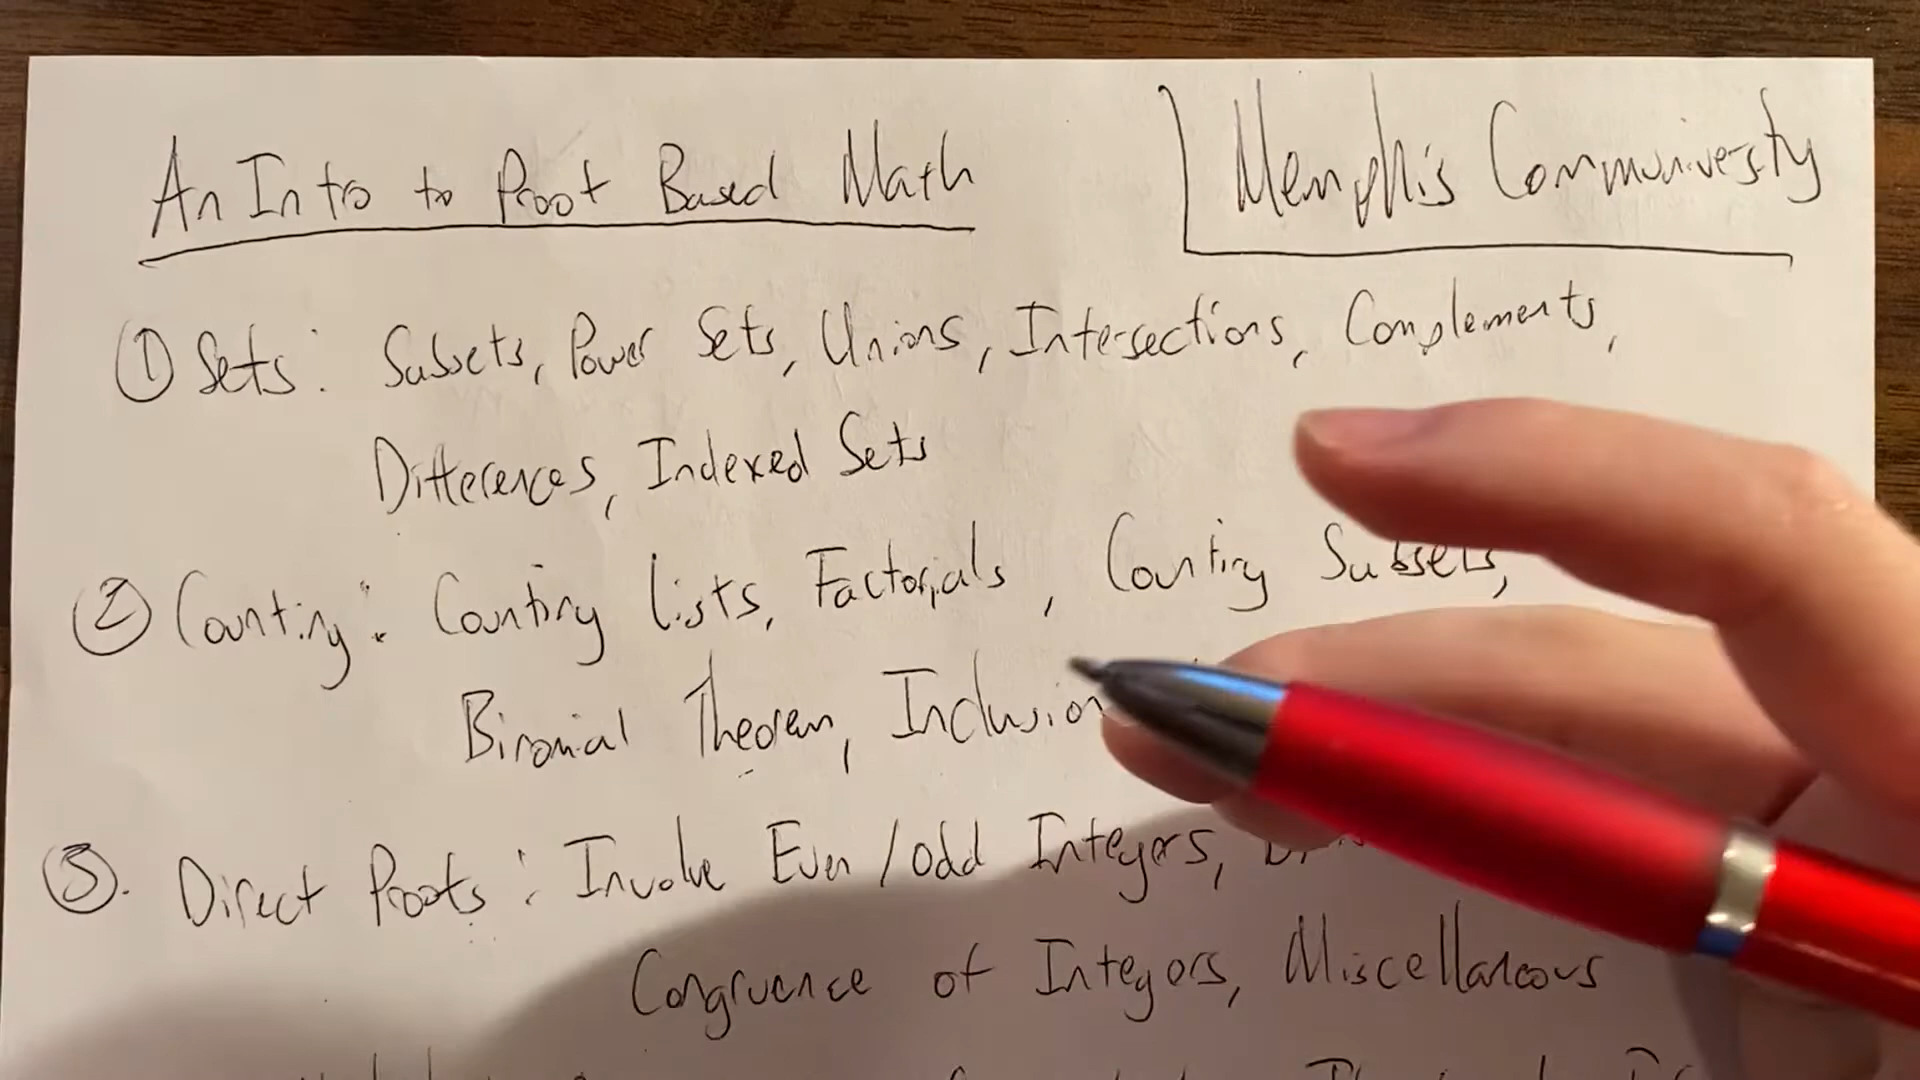 An Intro to Proof Based Math
Memphis Communiversity
① Sets: Subsets, Power Sets, Unions, Intersections, Complements,
Differences, Indexed Sets
② Counting: Counting Lists, Factorials, Counting Subsets,
Binomial Theorem, Inclusion
③. Direct Proofs: Involve Even/Odd Integers,
Congruence of Integers, Miscellaneous